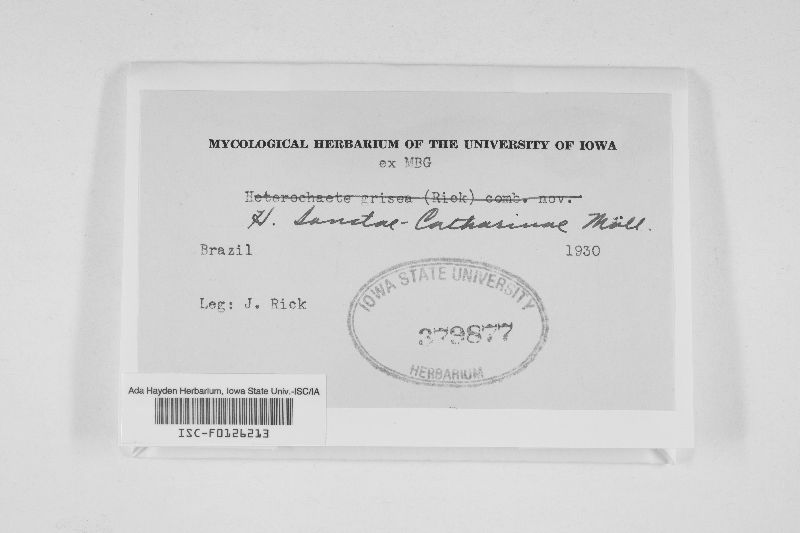 MYCOLOGICAL HERBARIUM OF THE UNIVERSITY OF IOWA
ex MBG
Heterochaete grisea (Rick) comb. nov.
H. Sanctae-Catharinae Möll.
Brazil 1930
Leg: J. Rick
IOWA STATE UNIVERSITY
379877
HERBARIUM
Ada Hayden Herbarium, Iowa State Univ.-ISC/IA
ISC-F0126213